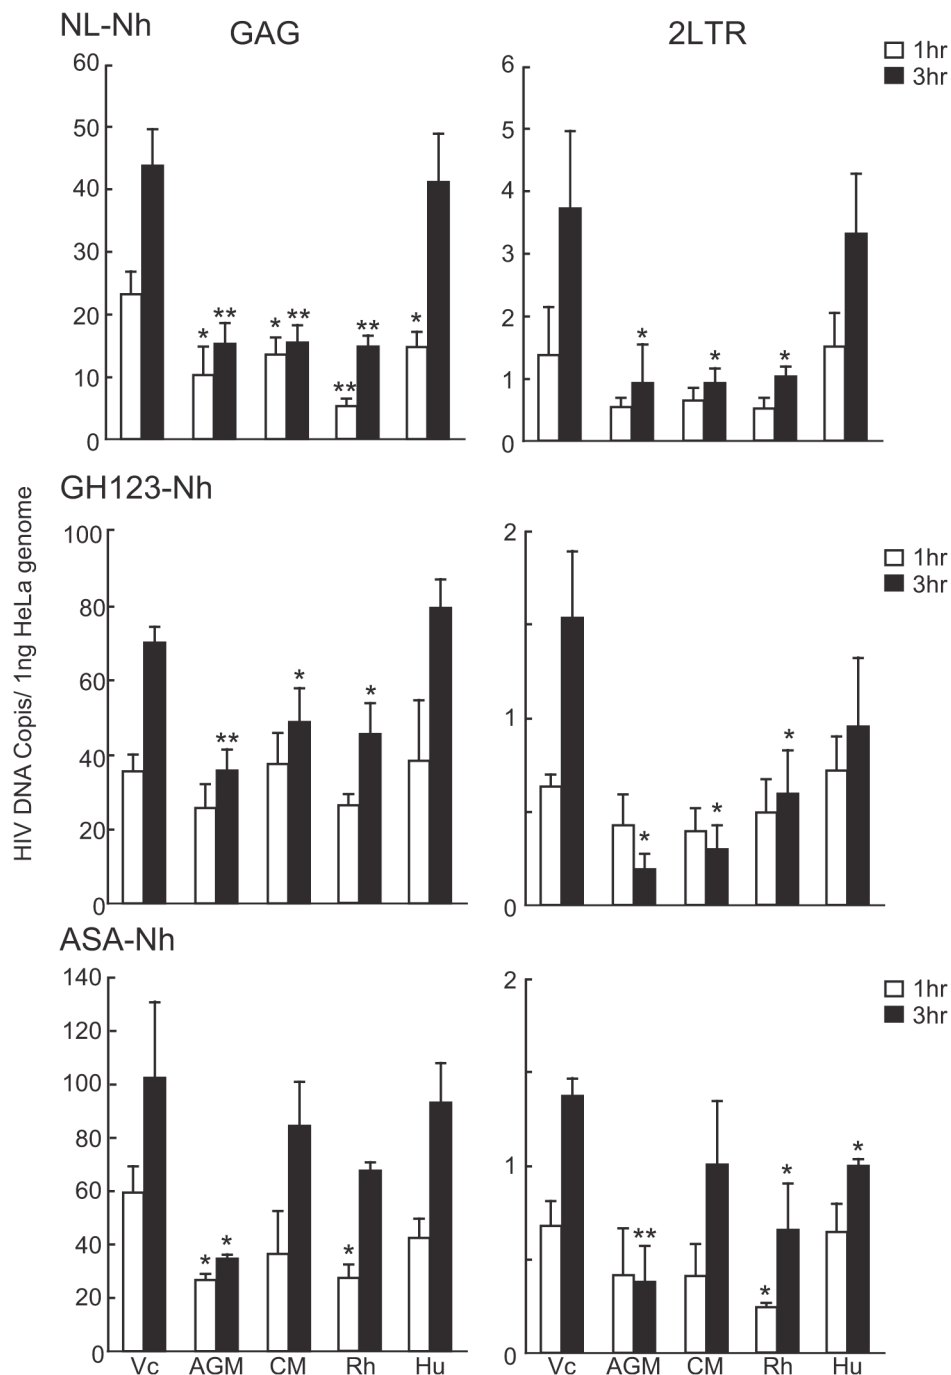 NL-Nh
GAG
2LTR
1hr
3hr
60
50
40
30
20
10
0
* ** * ** ** ** *
6
5
4
3
2
1
0
* * *
GH123-Nh
HIV DNA Copis/ 1ng HeLa genome
1hr
3hr
100
80
60
40
20
0
** * *
2
1
0
* * *
ASA-Nh
1hr
3hr
140
120
100
80
60
40
20
0
* * *
Vc AGM CM Rh Hu
2
1
0
** * * *
Vc AGM CM Rh Hu